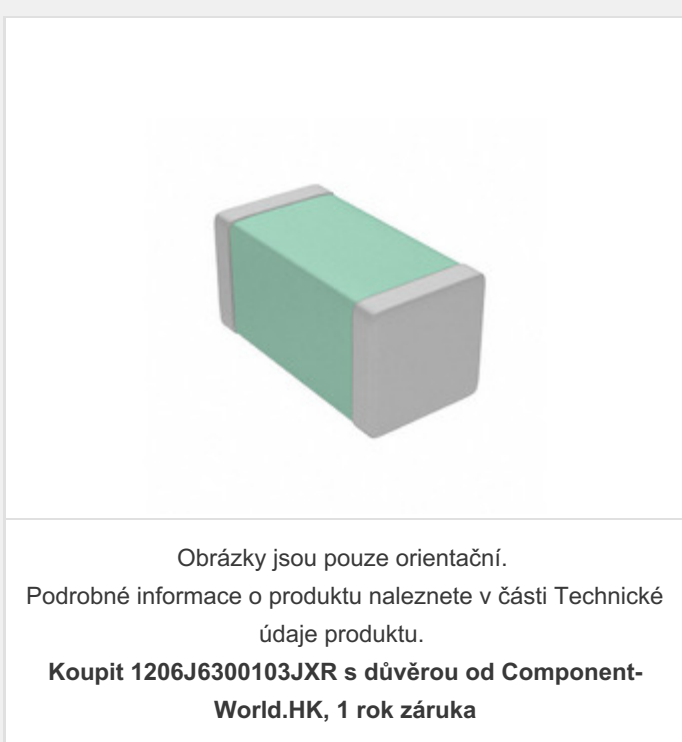 Obrázky jsou pouze orientační.
Podrobné informace o produktu naleznete v části Technické
údaje produktu.
Koupit 1206J6300103JXR s důvěrou od Component-
World.HK, 1 rok záruka